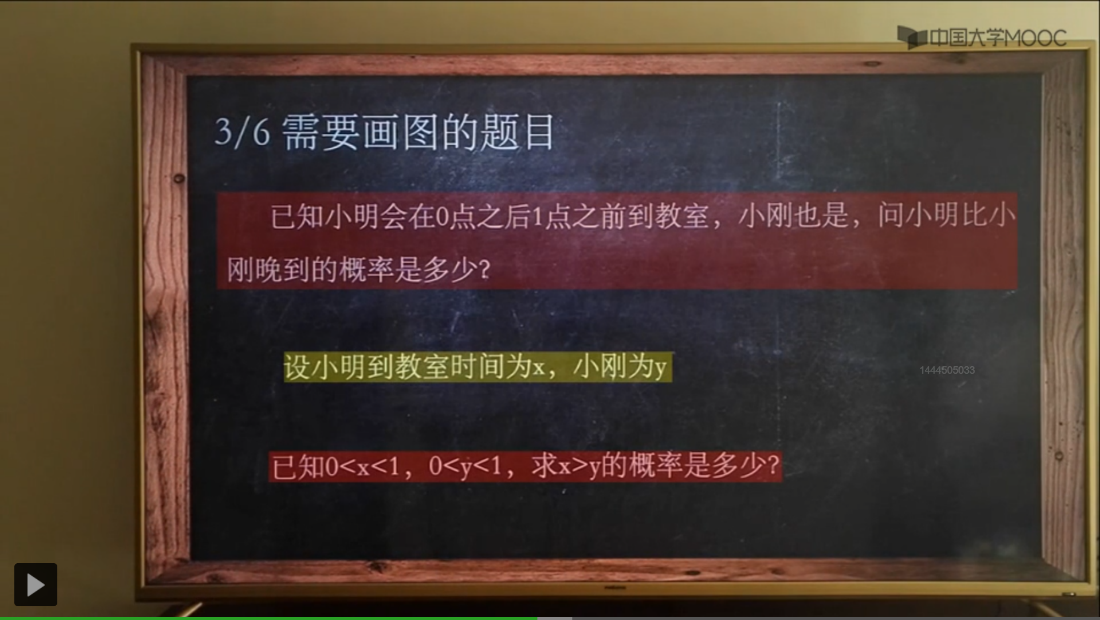 中国大学MOOC
3/6 需要画图的题目
已知小明会在0点之后1点之前到教室，小刚也是，问小明比小
刚晚到的概率是多少?
设小明到教室时间为x，小刚为y
1444505033
已知0<x<1，0<y<1，求x>y的概率是多少?